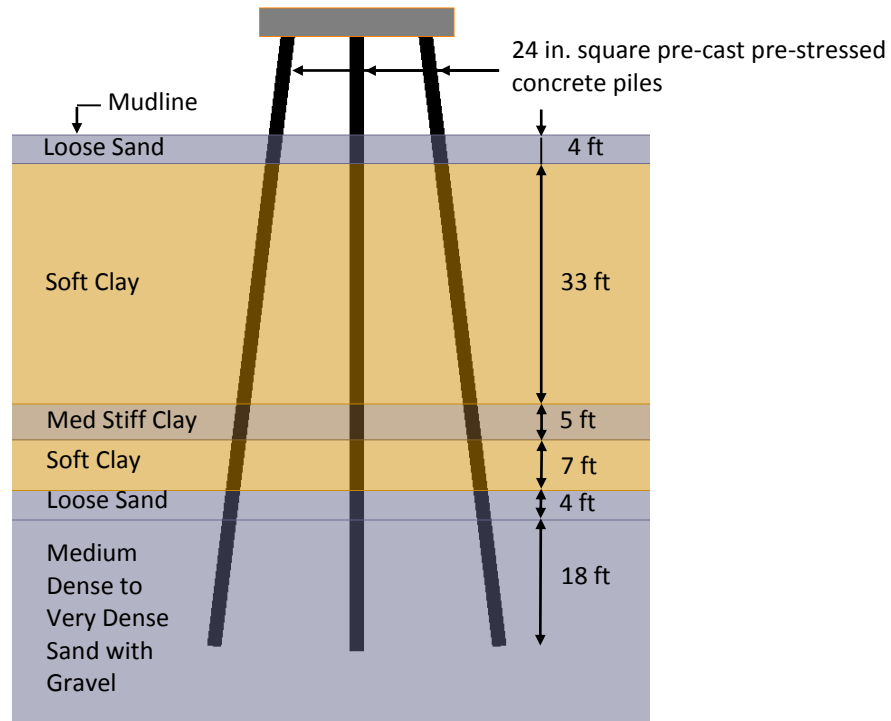 24 in. square pre-cast pre-stressed
concrete piles
Mudline
Loose Sand
4 ft
Soft Clay
33 ft
Med Stiff Clay
5 ft
Soft Clay
7 ft
Loose Sand
4 ft
Medium
Dense to
Very Dense
Sand with
Gravel
18 ft